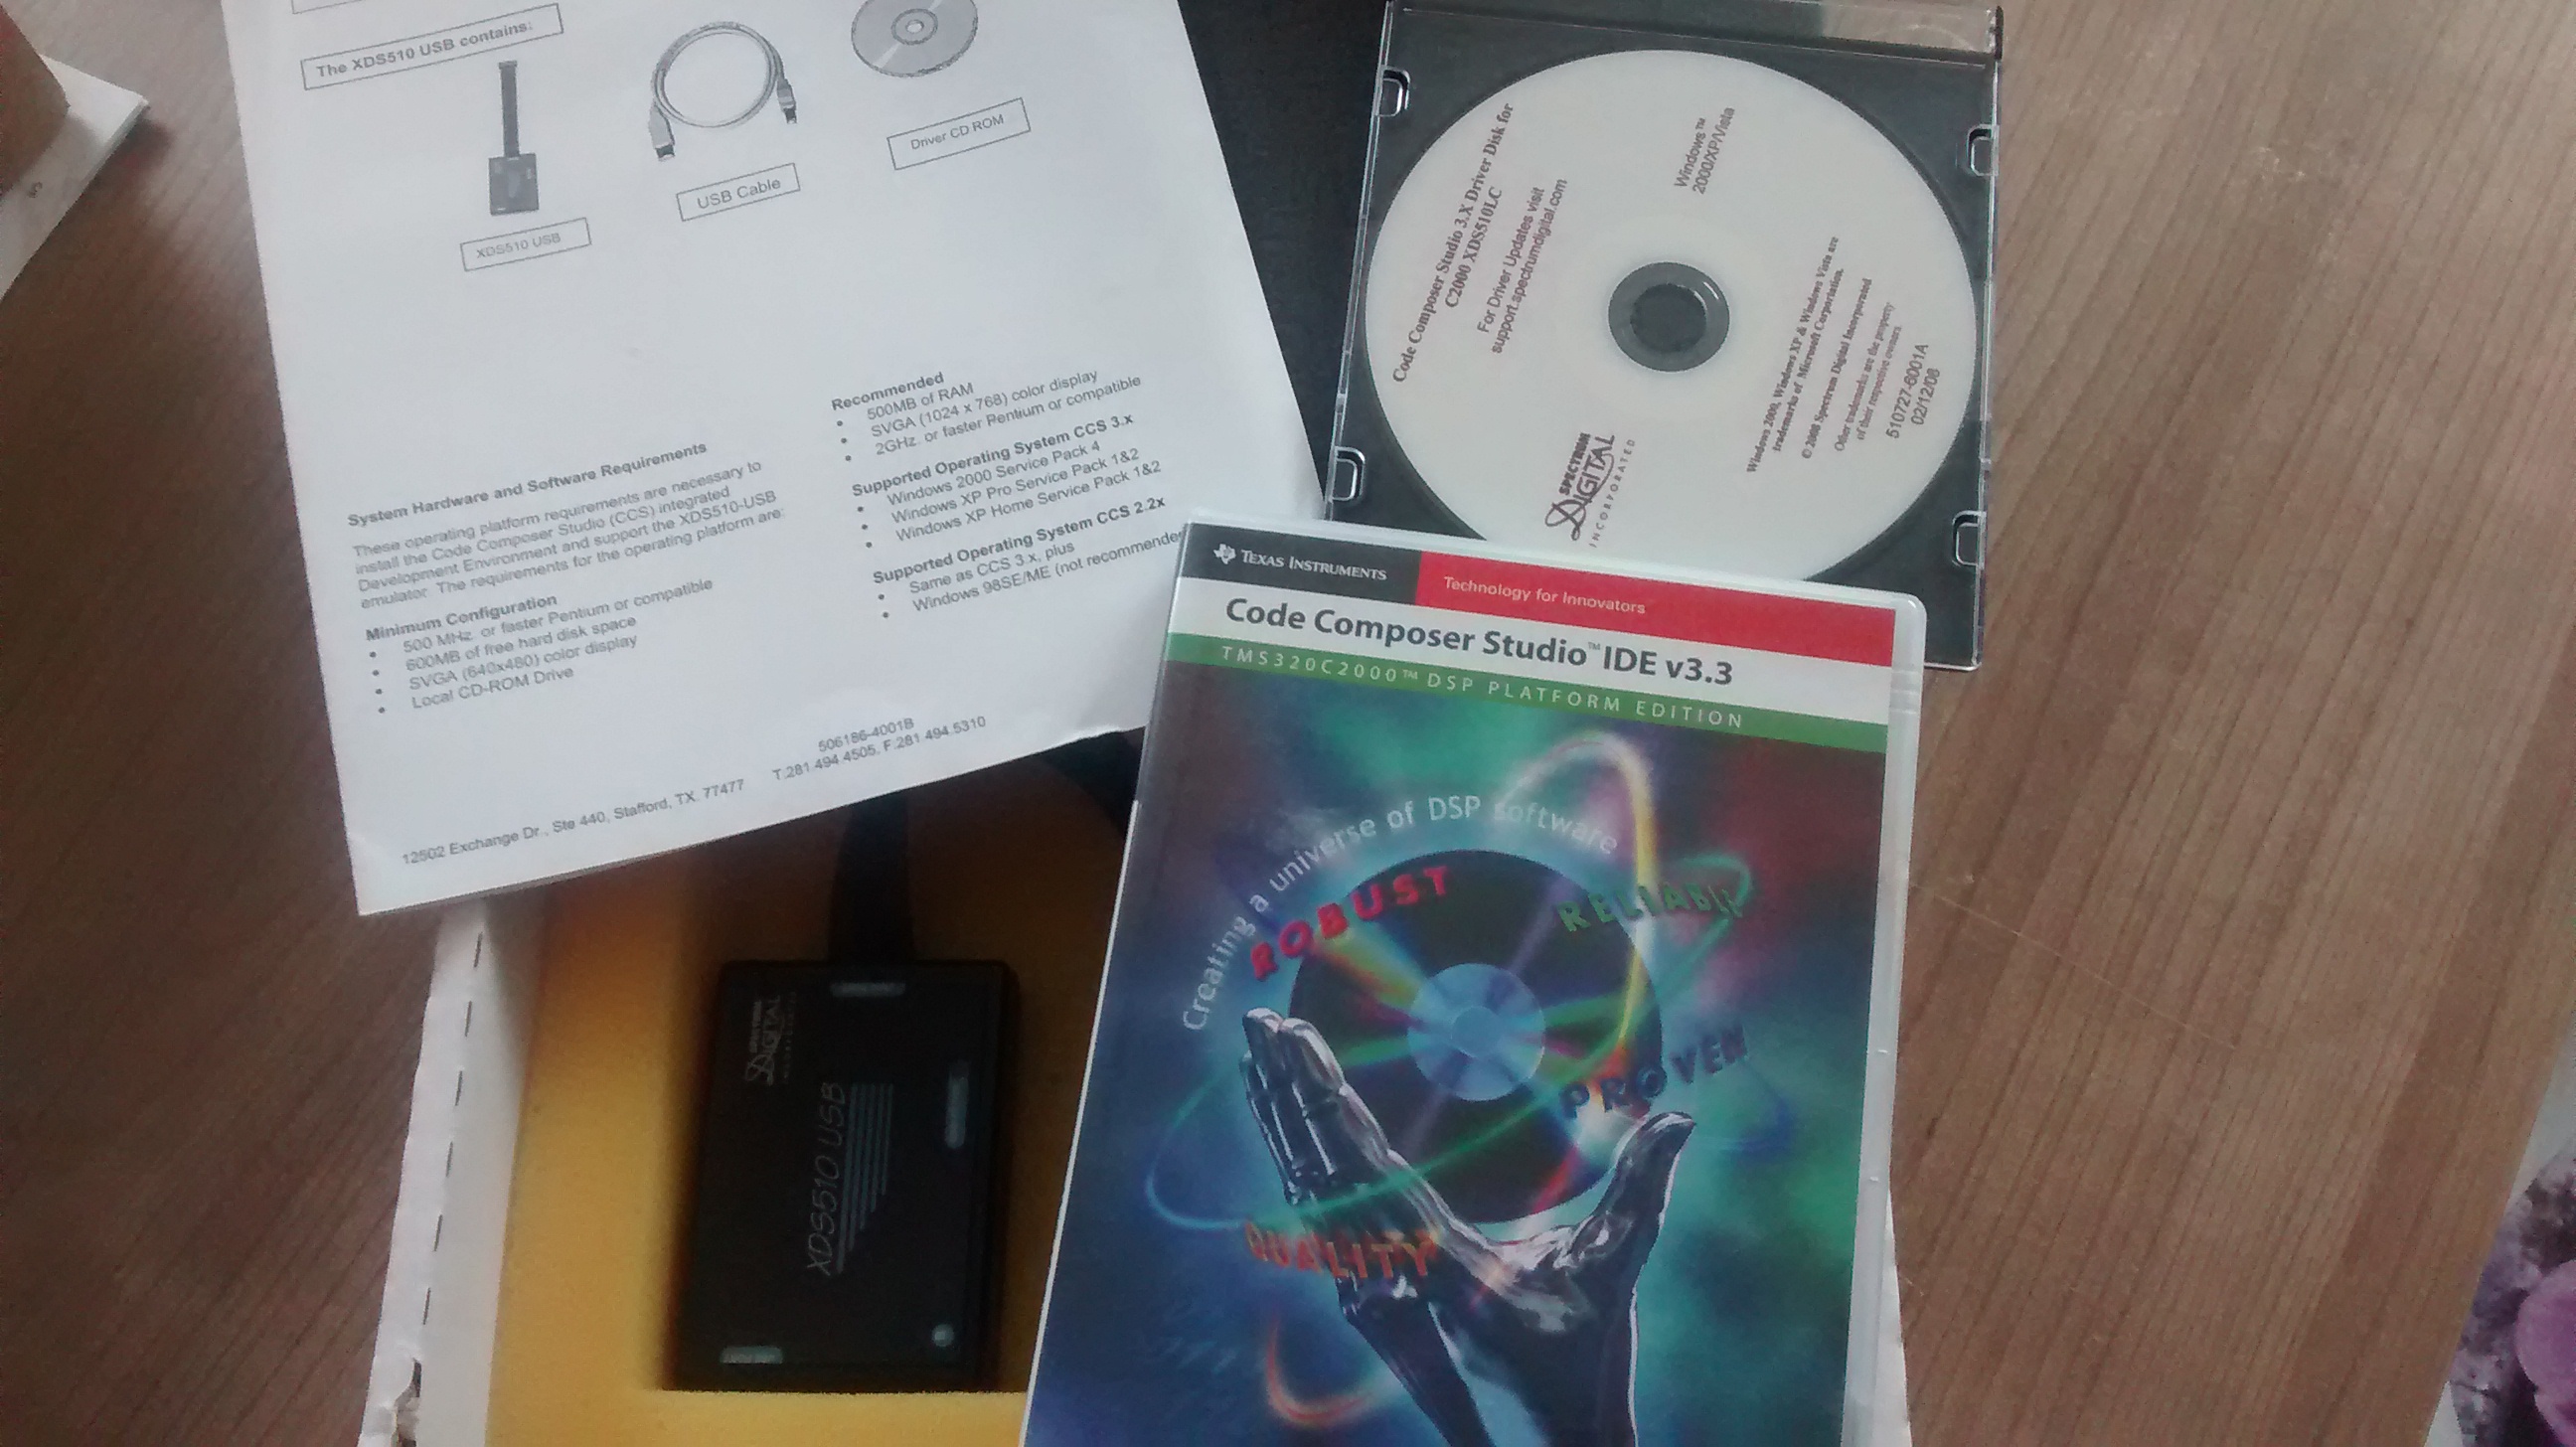 The XDS510 USB contains:
XDS510 USB
USB Cable
Driver CD ROM
System Hardware and Software Requirements
These operating platform requirements are necessary to
install the Code Composer Studio (CCS) integrated
Development Environment and support the XDS510-USB
emulator. The requirements for the operating platform are:
Minimum Configuration
• 500 MHz. or faster Pentium or compatible
• 600MB of free hard disk space
• SVGA (640x480) color display
• Local CD-ROM Drive
Recommended
• 500MB of RAM
• SVGA (1024 x 768) color display
• 2GHz. or faster Pentium or compatible
Supported Operating System CCS 3.x
• Windows 2000 Service Pack 4
• Windows XP Pro Service Pack 1&2
• Windows XP Home Service Pack 1&2
Supported Operating System CCS 2.2x
• Same as CCS 3.x, plus
• Windows 98SE/ME (not recommende
506186-4001B
12502 Exchange Dr., Ste 440, Stafford, TX. 77477 T.281.494.4505, F.281.494.5310
Code Composer Studio 3.X Driver Disk for
C2000 XDS510LC
For Driver Updates visit
support.spectrumdigital.com
Windows™
2000/XP/Vista
SPECTRUM
DIGITAL
INCORPORATED
Windows 2000, Windows XP & Windows Vista are
trademarks of Microsoft Corporation.
© 2008 Spectrum Digital Incorporated
Other trademarks are the property
of their respective owners
510727-6001A
02/12/08
TEXAS INSTRUMENTS
Technology for Innovators
Code Composer Studio™ IDE v3.3
TMS320C2000™ DSP PLATFORM EDITION
Creating a universe of DSP software
ROBUST
RELIABLE
PROVEN
QUALITY
SPECTRUM
DIGITAL
INCORPORATED
XDS510 USB